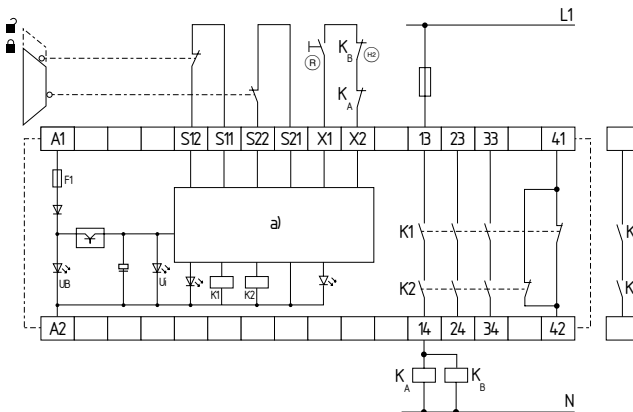 L1
K B H2
R
K A
A1 S12 S11 S22 S21 X1 X2 13 23 33 41
F1
a)
K1 K
UB Ui K1 K2 K2 K
A2 14 24 34 42
K A K B
N